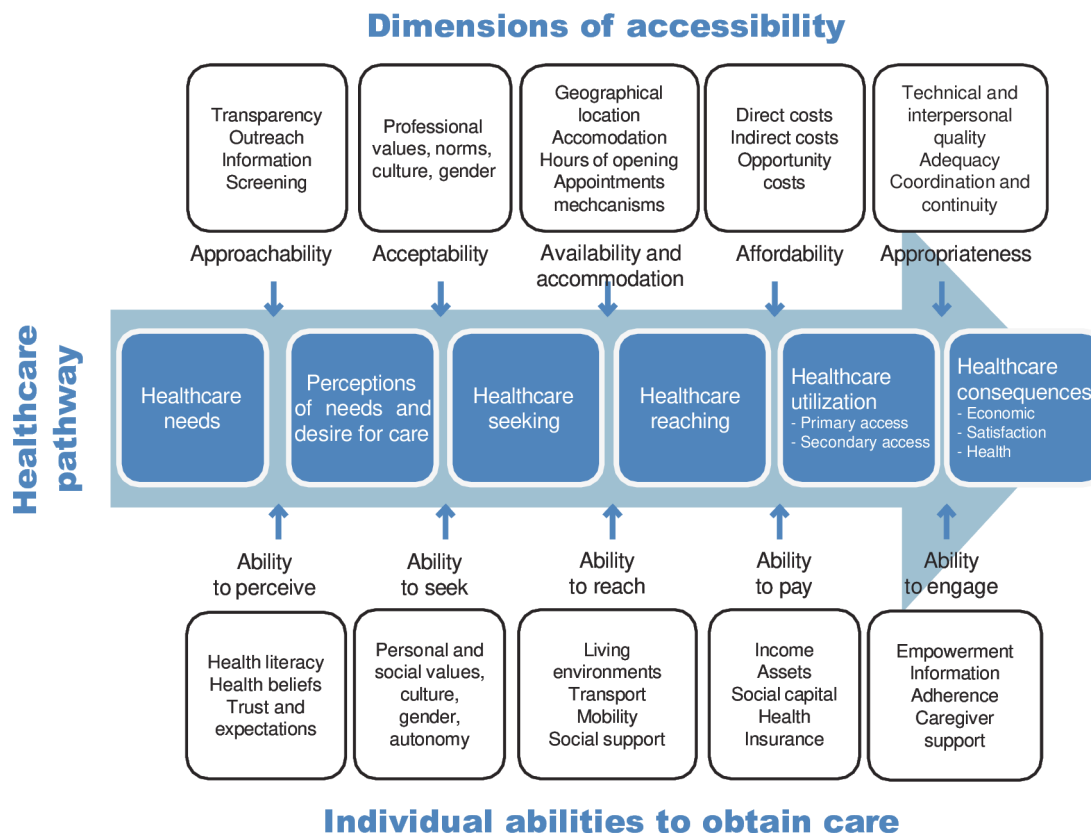 Dimensions of accessibility
Transparency
Outreach
Information
Screening
Professional
values, norms,
culture, gender
Geographical
location
Accomodation
Hours of opening
Appointments
mechcanisms
Direct costs
Indirect costs
Opportunity
costs
Technical and
interpersonal
quality
Adequacy
Coordination and
continuity
Approachability
Acceptability
Availability and
accommodation
Affordability
Appropriateness
Healthcare
pathway
Healthcare
needs
Perceptions
of needs and
desire for care
Healthcare
seeking
Healthcare
reaching
Healthcare
utilization
- Primary access
- Secondary access
Healthcare
consequences
- Economic
- Satisfaction
- Health
Ability
to perceive
Ability
to seek
Ability
to reach
Ability
to pay
Ability
to engage
Health literacy
Health beliefs
Trust and
expectations
Personal and
social values,
culture,
gender,
autonomy
Living
environments
Transport
Mobility
Social support
Income
Assets
Social capital
Health
Insurance
Empowerment
Information
Adherence
Caregiver
support
Individual abilities to obtain care